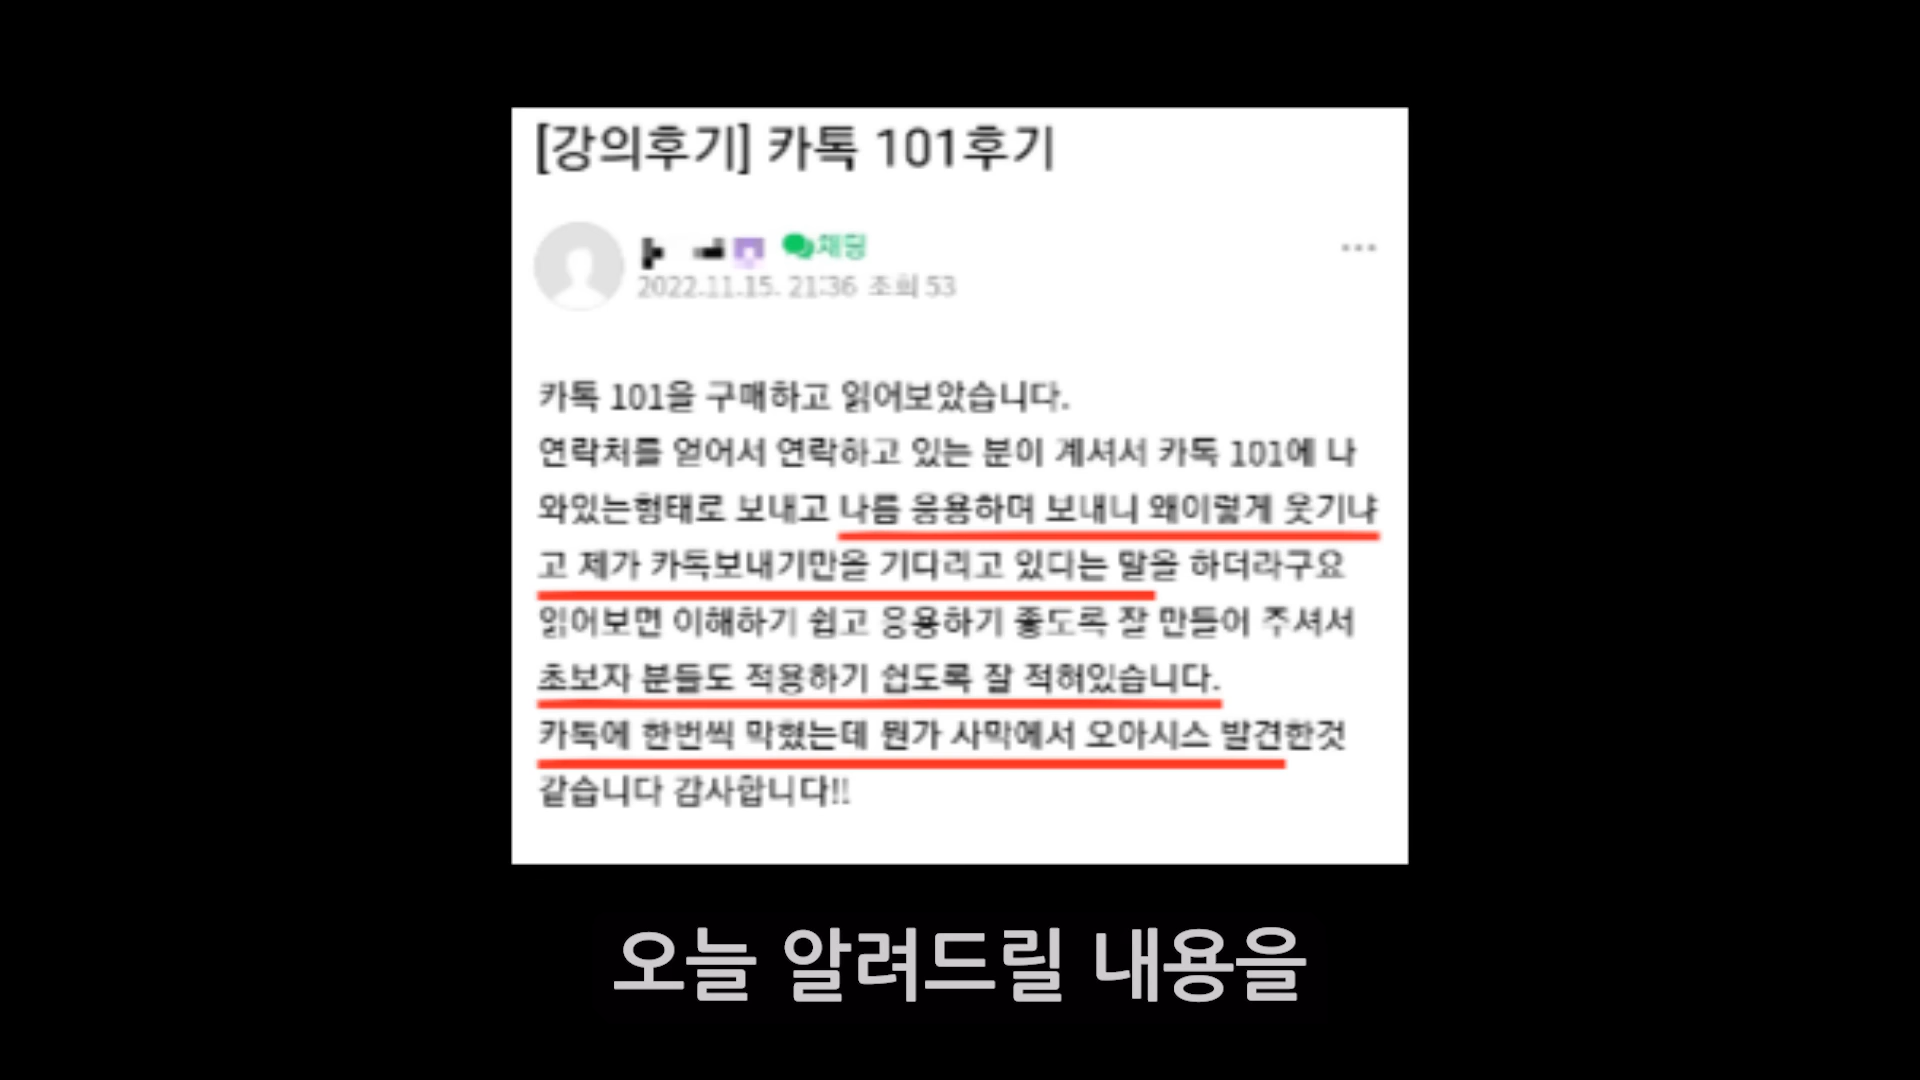 [강의후기] 카톡 101후기
채팅
2022.11.15. 21:36 조회 53
카톡 101을 구매하고 읽어보았습니다.
연락처를 얻어서 연락하고 있는 분이 계셔서 카톡 101에 나
와있는형태로 보내고 나름 응용하며 보내니 왜이렇게 웃기냐
고 제가 카독보내기만을 기다리고 있다는 말을 하더라구요
읽어보면 이해하기 쉽고 응용하기 좋도록 잘 만들어 주셔서
초보자 분들도 적용하기 쉽도록 잘 적혀있습니다.
카톡에 한번씩 막혔는데 뭔가 사막에서 오아시스 발견한것
같습니다 감사합니다!!
오늘 알려드릴 내용을